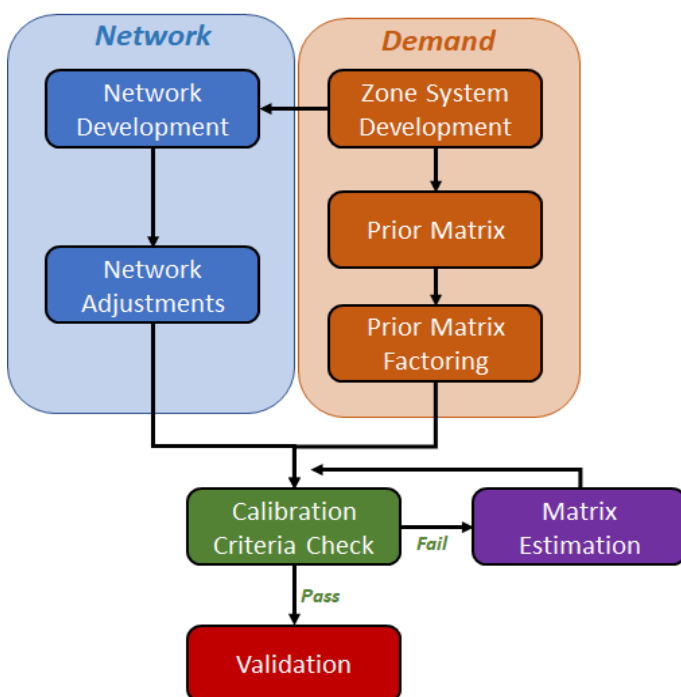 Network
Demand
Network
Development
Zone System
Development
Prior Matrix
Network
Adjustments
Prior Matrix
Factoring
Calibration
Criteria Check
Fail
Matrix
Estimation
Pass
Validation